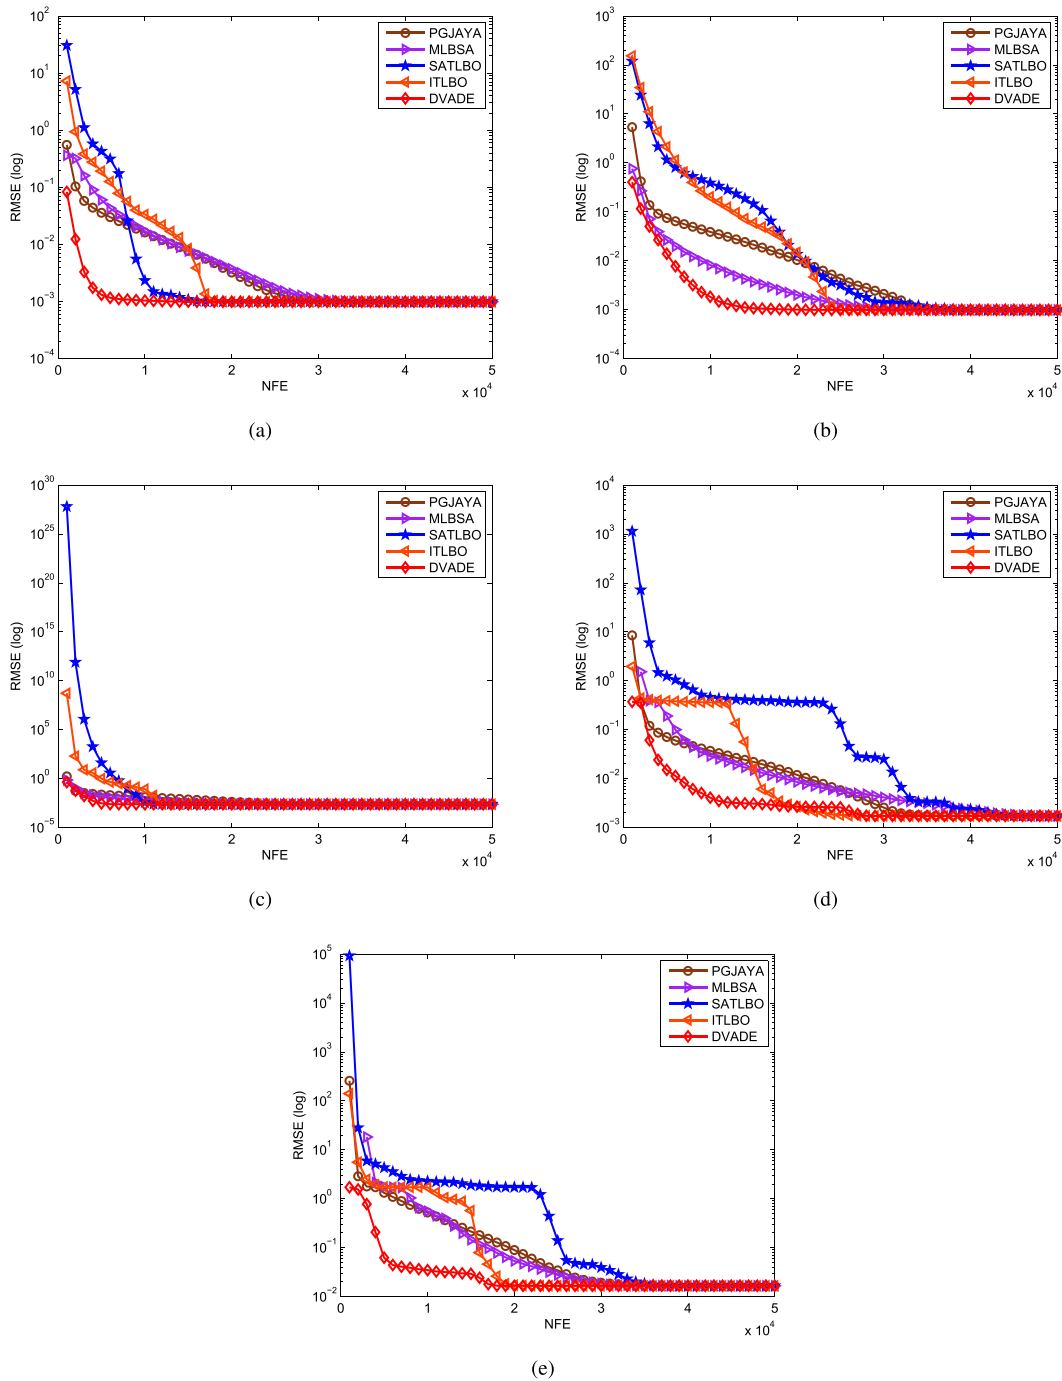 10^2
10^1
10^0
10^-1
10^-2
10^-3
10^-4
RMSE (log)
0 1 2 3 4 5
NFE
x 10^4
PGJAYA
MLBSA
SATLBO
ITLBO
DVADE
(a)
10^3
10^2
10^1
10^0
10^-1
10^-2
10^-3
10^-4
RMSE (log)
0 1 2 3 4 5
NFE
x 10^4
PGJAYA
MLBSA
SATLBO
ITLBO
DVADE
(b)
10^30
10^25
10^20
10^15
10^10
10^5
10^0
10^-5
RMSE (log)
0 1 2 3 4 5
NFE
x 10^4
PGJAYA
MLBSA
SATLBO
ITLBO
DVADE
(c)
10^4
10^3
10^2
10^1
10^0
10^-1
10^-2
10^-3
RMSE (log)
0 1 2 3 4 5
NFE
x 10^4
PGJAYA
MLBSA
SATLBO
ITLBO
DVADE
(d)
10^5
10^4
10^3
10^2
10^1
10^0
10^-1
10^-2
RMSE (log)
0 1 2 3 4 5
NFE
x 10^4
PGJAYA
MLBSA
SATLBO
ITLBO
DVADE
(e)